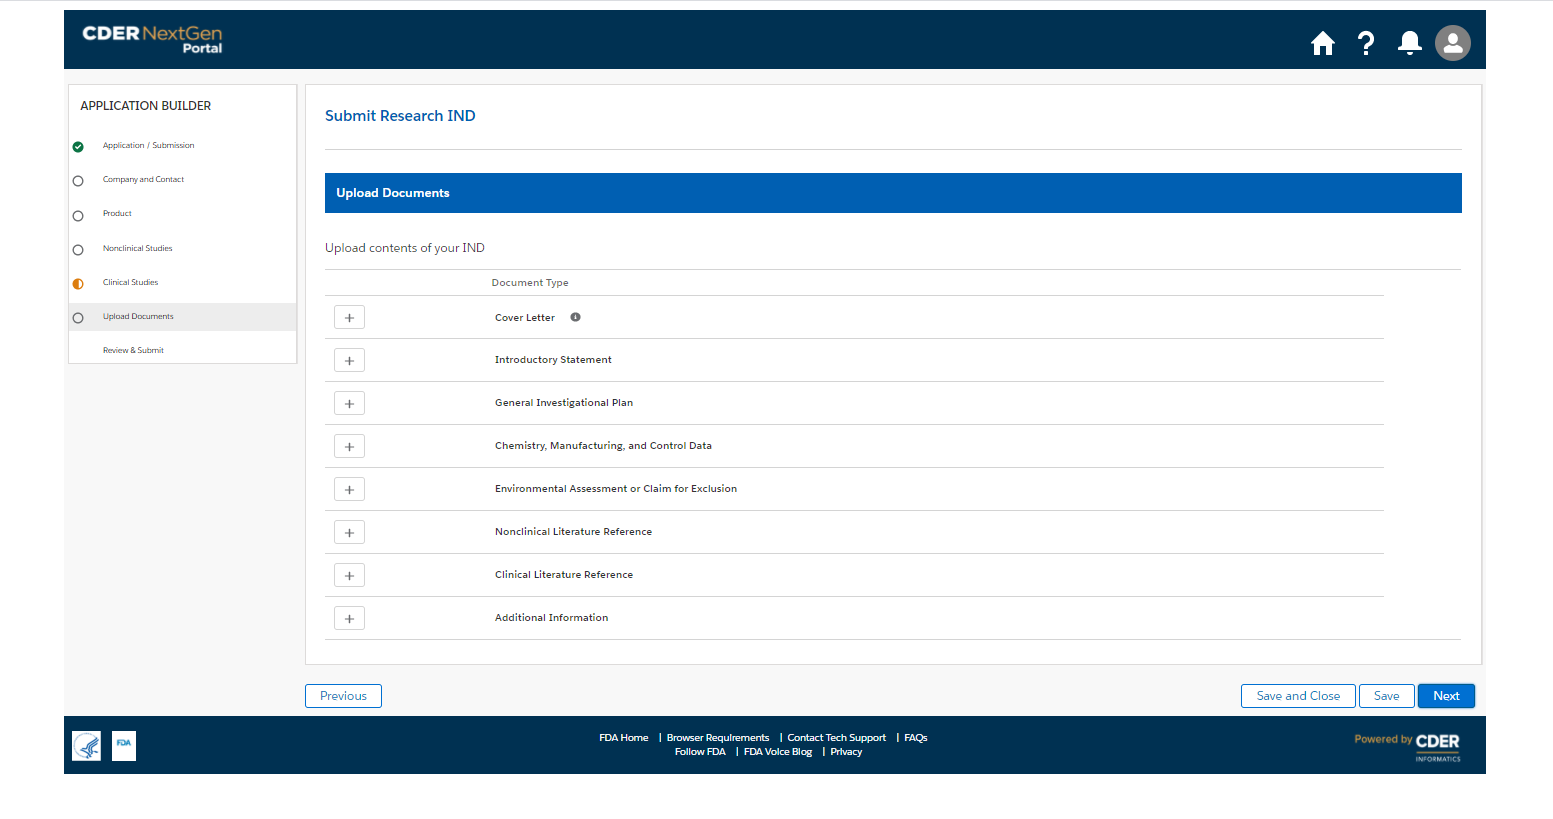 CDER NextGen
Portal
APPLICATION BUILDER
Application / Submission
Company and Contact
Product
Nonclinical Studies
Clinical Studies
Upload Documents
Review & Submit
Submit Research IND
Upload Documents
Upload contents of your IND
Document Type
Cover Letter
Introductory Statement
General Investigational Plan
Chemistry, Manufacturing, and Control Data
Environmental Assessment or Claim for Exclusion
Nonclinical Literature Reference
Clinical Literature Reference
Additional Information
Previous
Save and Close
Save
Next
FDA
FDA Home | Browser Requirements | Contact Tech Support | FAQs
Follow FDA | FDA Voice Blog | Privacy
Powered by CDER
INFORMATICS